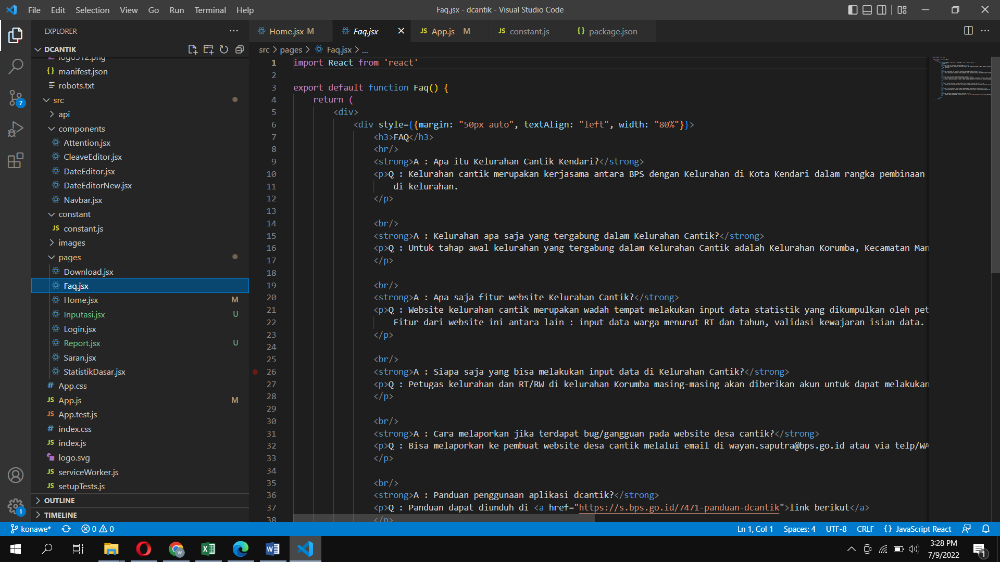 File Edit Selection View Go Run Terminal Help
Faq.jsx - dcantik - Visual Studio Code
EXPLORER
DCANTIK
logo512.png
manifest.json
robots.txt
src
api
components
Attention.jsx
CleaveEditor.jsx
DateEditor.jsx
DateEditorNew.jsx
Navbar.jsx
constant
JS constant.js
images
pages
Download.jsx
Faq.jsx
Home.jsx M
Inputasi.jsx U
Login.jsx
Report.jsx U
Saran.jsx
StatistikDasar.jsx
# App.css
JS App.js M
JS App.test.js
# index.css
JS index.js
logo.svg
JS serviceWorker.js
JS setupTests.js
OUTLINE
TIMELINE
7
1
Home.jsx M Faq.jsx JS App.js M JS constant.js {} package.json
src > pages > Faq.jsx > ...
1 import React from 'react'
2
3 export default function Faq() {
4 return (
5 <div>
6 <div style={{margin: "50px auto", textAlign: "left", width: "80%"}}>
7 <h3>FAQ</h3>
8 <hr/>
9 <strong>A : Apa itu Kelurahan Cantik Kendari?</strong>
10 <p>Q : Kelurahan cantik merupakan kerjasama antara BPS dengan Kelurahan di Kota Kendari dalam rangka pembinaan
11 di kelurahan.
12 </p>
13
14 <br/>
15 <strong>A : Kelurahan apa saja yang tergabung dalam Kelurahan Cantik?</strong>
16 <p>Q : Untuk tahap awal kelurahan yang tergabung dalam Kelurahan Cantik adalah Kelurahan Korumba, Kecamatan Man
17 </p>
18
19 <br/>
20 <strong>A : Apa saja fitur website Kelurahan Cantik?</strong>
21 <p>Q : Website kelurahan cantik merupakan wadah tempat melakukan input data statistik yang dikumpulkan oleh pet
22 Fitur dari website ini antara lain : input data warga menurut RT dan tahun, validasi kewajaran isian data.
23 </p>
24
25 <br/>
26 <strong>A : Siapa saja yang bisa melakukan input data di Kelurahan Cantik?</strong>
27 <p>Q : Petugas kelurahan dan RT/RW di kelurahan Korumba masing-masing akan diberikan akun untuk dapat melakukan
28 </p>
29
30 <br/>
31 <strong>A : Cara melaporkan jika terdapat bug/gangguan pada website desa cantik?</strong>
32 <p>Q : Bisa melaporkan ke pembuat website desa cantik melalui email di wayan.saputra@bps.go.id atau via telp/WA
33 </p>
34
35 <br/>
36 <strong>A : Panduan penggunaan aplikasi dcantik?</strong>
37 <p>Q : Panduan dapat diunduh di <a href="https://s.bps.go.id/7471-panduan-dcantik">link berikut</a>
38 </p>
konawe* 0 0 Ln 1, Col 1 Spaces: 4 UTF-8 CRLF {} JavaScript React
3:28 PM
7/9/2022
1